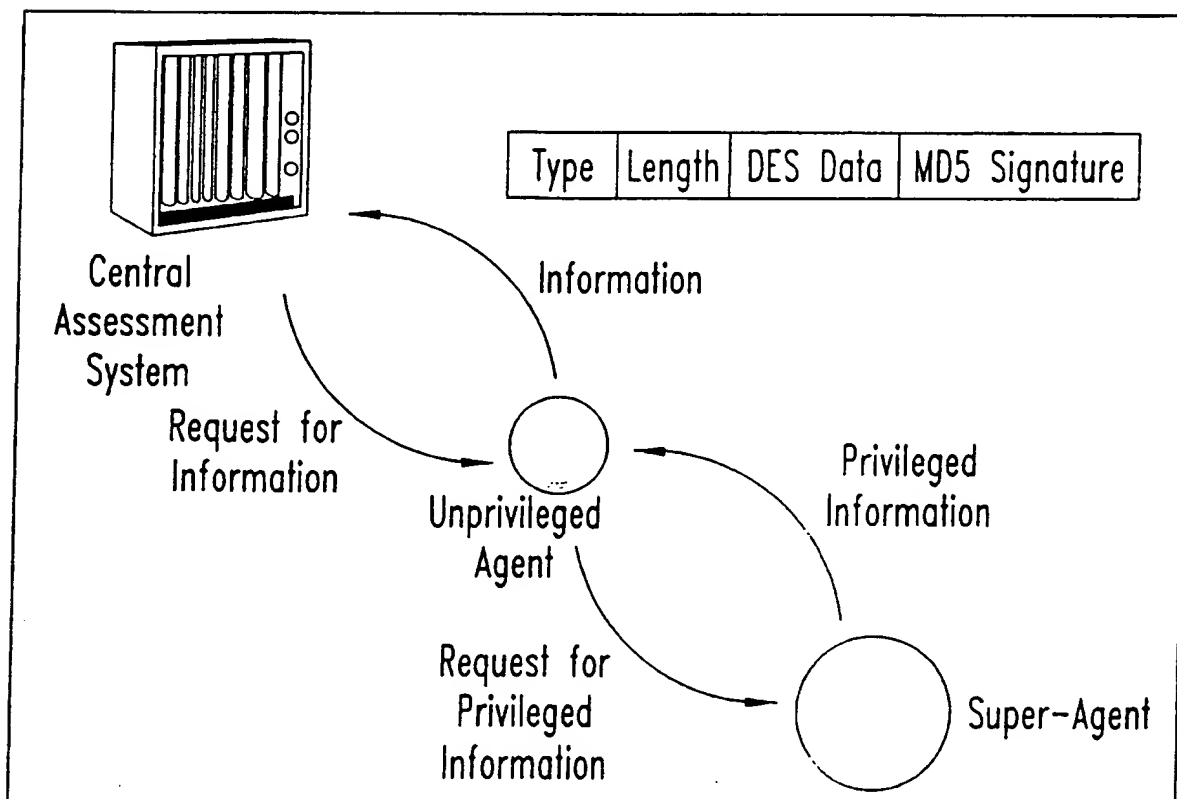 Type Length DES Data MD5 Signature
Central
Assessment
System
Information
Request for
Information
Unprivileged
Agent
Privileged
Information
Request for
Privileged
Information
Super-Agent